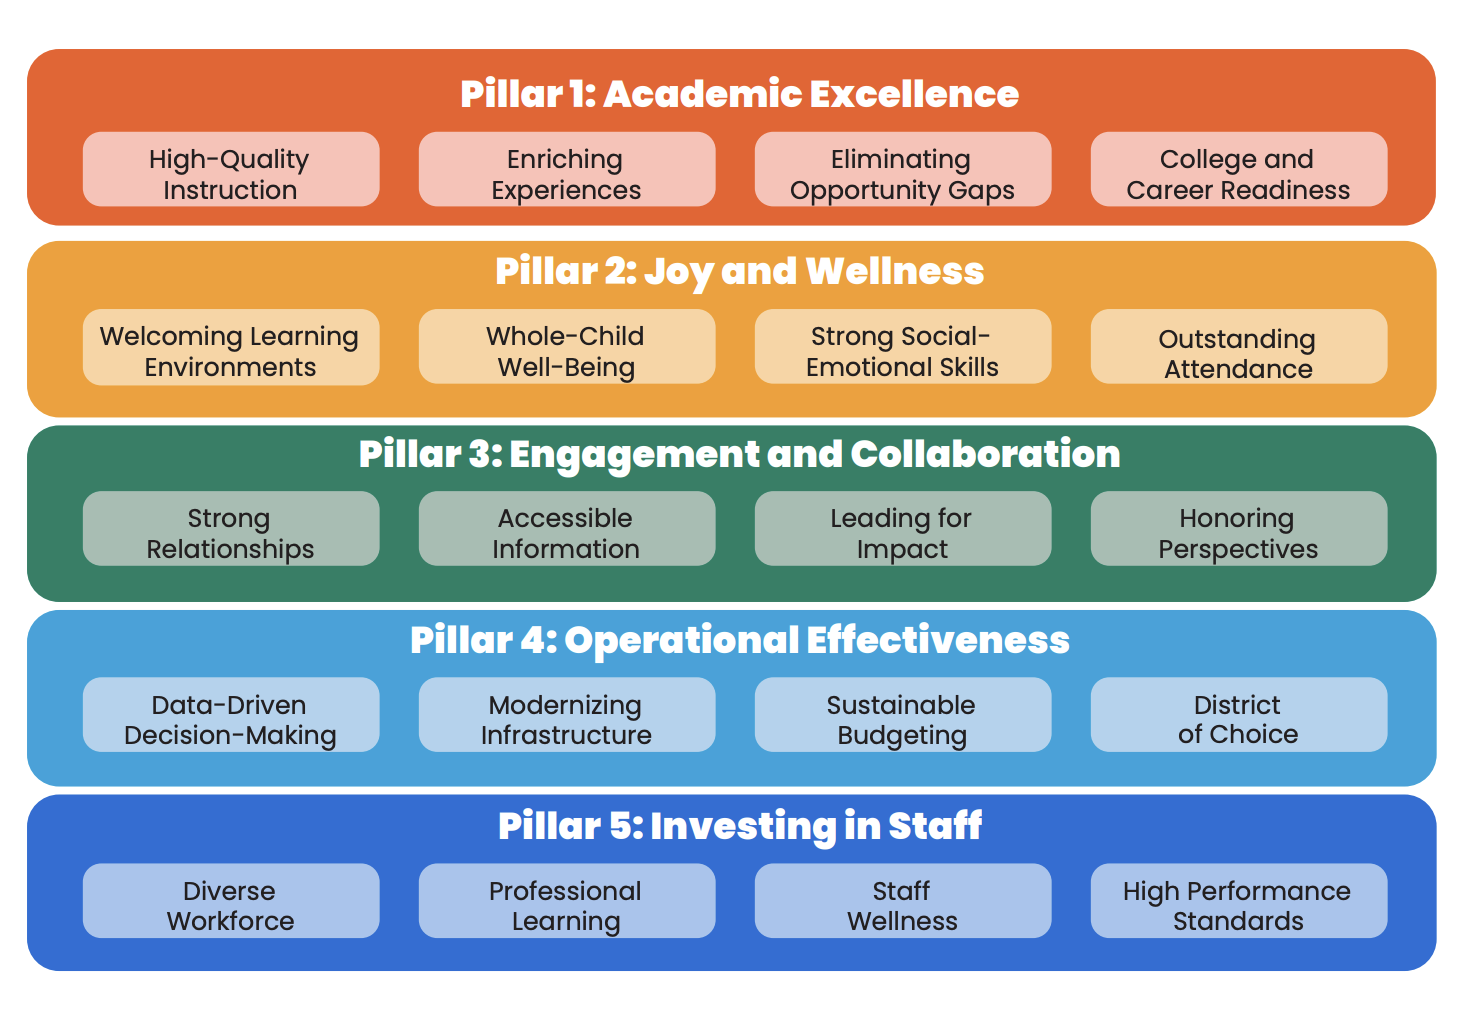 Pillar 1: Academic Excellence
High-Quality
Instruction
Enriching
Experiences
Eliminating
Opportunity Gaps
College and
Career Readiness
Pillar 2: Joy and Wellness
Welcoming Learning
Environments
Whole-Child
Well-Being
Strong Social-
Emotional Skills
Outstanding
Attendance
Pillar 3: Engagement and Collaboration
Strong
Relationships
Accessible
Information
Leading for
Impact
Honoring
Perspectives
Pillar 4: Operational Effectiveness
Data-Driven
Decision-Making
Modernizing
Infrastructure
Sustainable
Budgeting
District
of Choice
Pillar 5: Investing in Staff
Diverse
Workforce
Professional
Learning
Staff
Wellness
High Performance
Standards